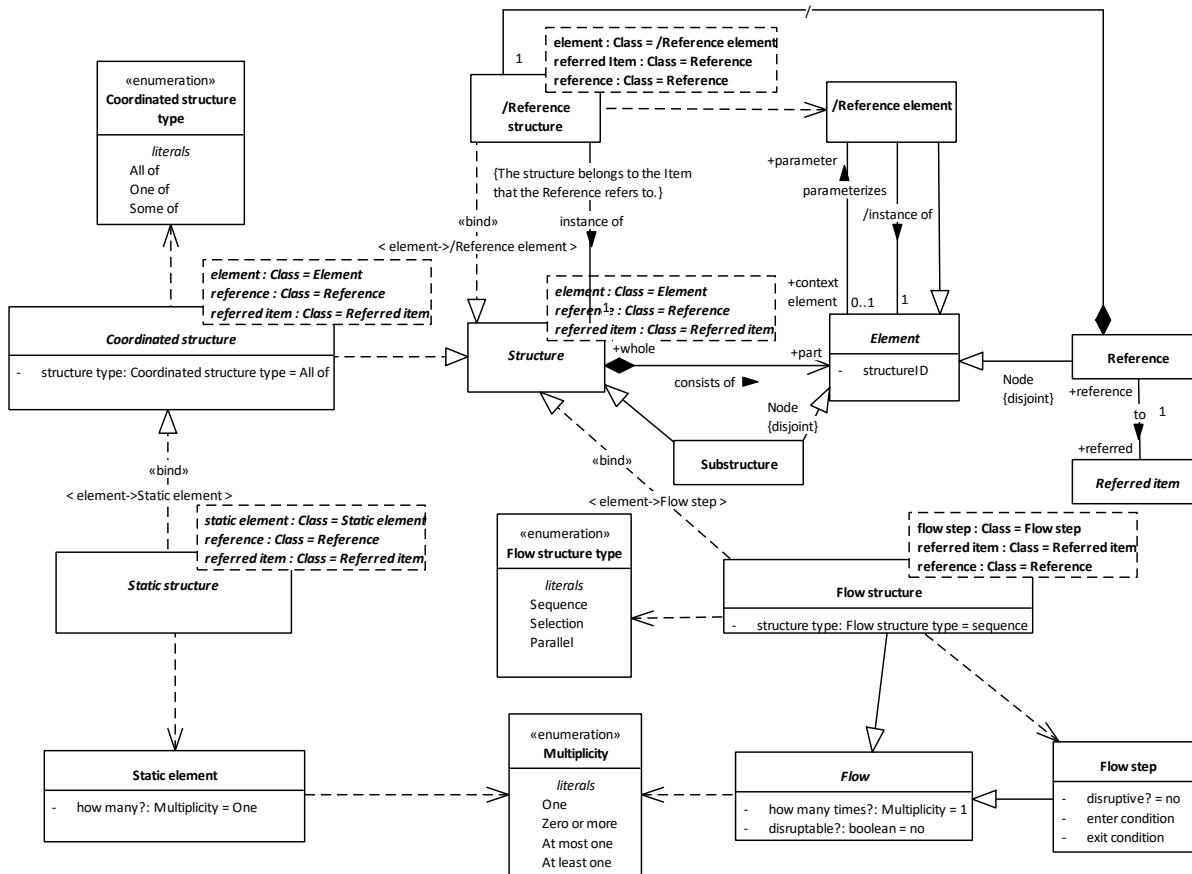 /
element : Class = /Reference element
referred Item : Class = Reference
reference : Class = Reference
1
«enumeration»
Coordinated structure
type
literals
All of
One of
Some of
/Reference
structure
/Reference element
{The structure belongs to the Item
that the Reference refers to.}
+parameter
parameterizes
«bind»
instance of
/instance of
< element->/Reference element >
element : Class = Element
reference : Class = Reference
referred item : Class = Referred item
element : Class = Element
reference : Class = Reference
referred item : Class = Referred item
1
+context
element
0..1
1
Coordinated structure
- structure type: Coordinated structure type = All of
Structure
+whole
consists of
+part
Element
- structureID
Reference
Node
{disjoint}
+reference
to
1
+referred
Referred item
Node
{disjoint}
Substructure
«bind»
< element->Static element >
«bind»
< element->Flow step >
static element : Class = Static element
reference : Class = Reference
referred item : Class = Referred item
Static structure
«enumeration»
Flow structure type
literals
Sequence
Selection
Parallel
flow step : Class = Flow step
referred item : Class = Referred item
reference : Class = Reference
Flow structure
- structure type: Flow structure type = sequence
Static element
- how many?: Multiplicity = One
«enumeration»
Multiplicity
literals
One
Zero or more
At most one
At least one
Flow
- how many times?: Multiplicity = 1
- disruptable?: boolean = no
Flow step
- disruptive? = no
- enter condition
- exit condition